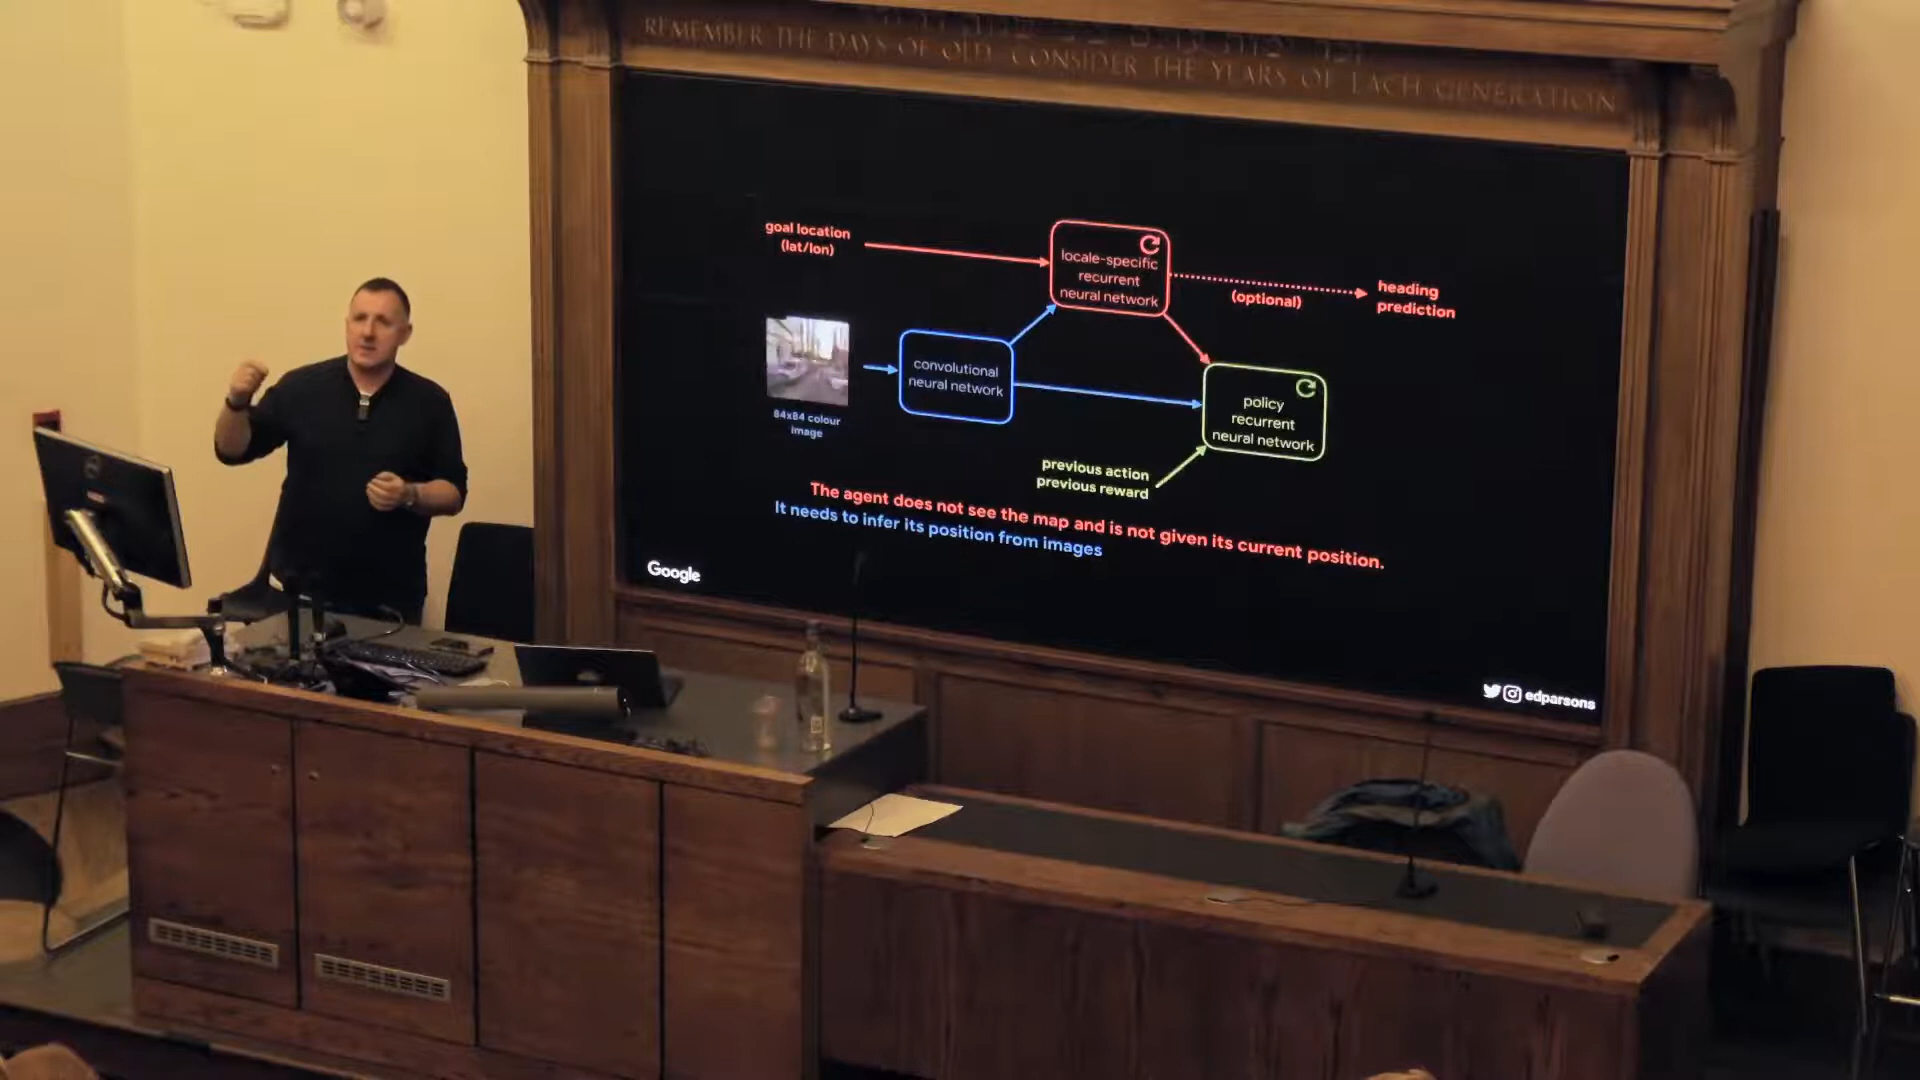 REMEMBER THE DAYS OF OLD CONSIDER THE YEARS OF EACH GENERATION
goal location
(lat/lon)
locale-specific
recurrent
neural network
(optional)
heading
prediction
convolutional
neural network
84x84 colour
image
policy
recurrent
neural network
previous action
previous reward
The agent does not see the map and is not given its current position.
It needs to infer its position from images
Google
edparsons